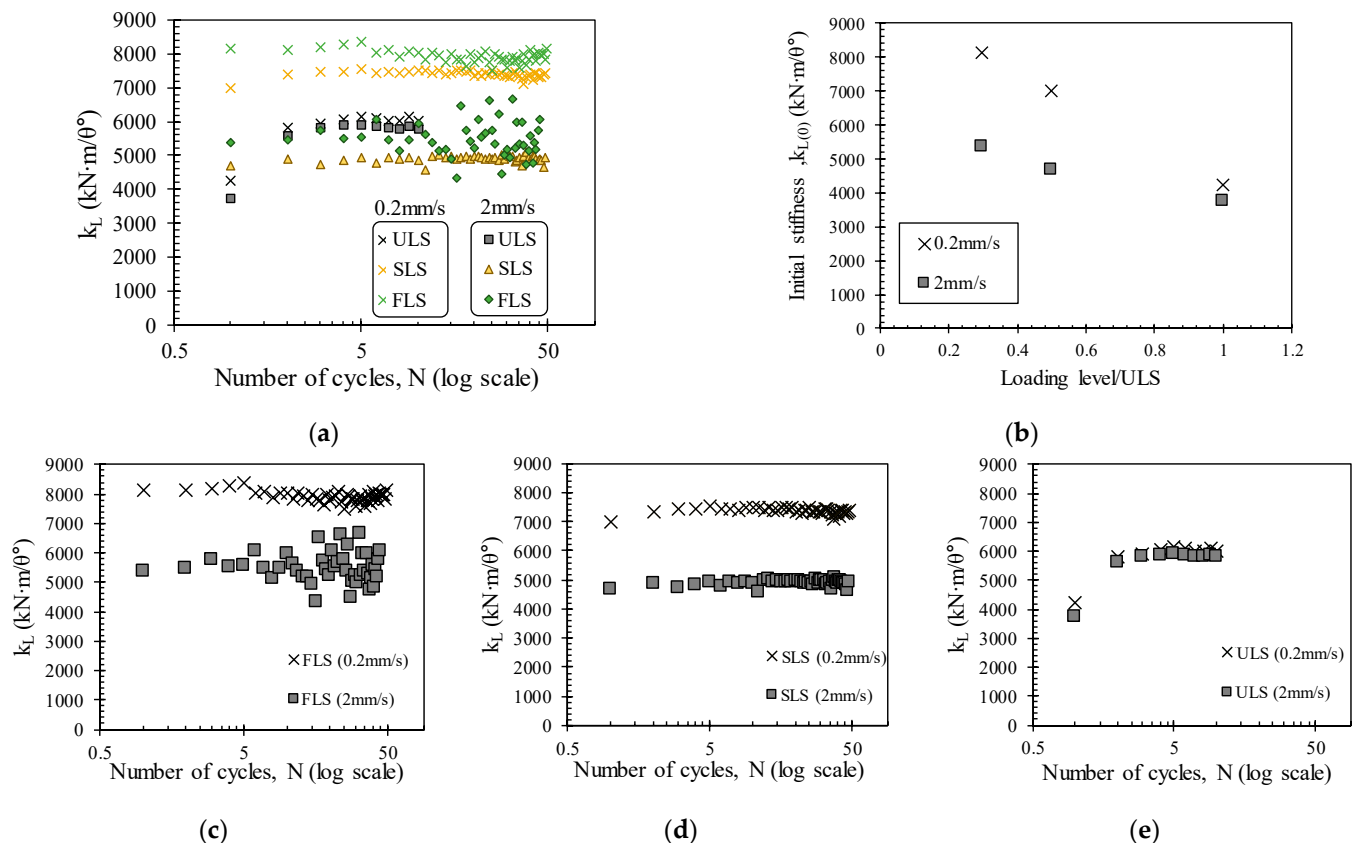 9000
8000
7000
6000
5000
4000
3000
2000
1000
0
k_L (kN·m/θ°)
0.2mm/s
2mm/s
ULS
SLS
FLS
ULS
SLS
FLS
0.5
5
50
Number of cycles, N (log scale)
(a)
9000
8000
7000
6000
5000
4000
3000
2000
1000
0
Initial stiffness ,k_L(0) (kN·m/θ°)
0.2mm/s
2mm/s
0
0.2
0.4
0.6
0.8
1
1.2
Loading level/ULS
(b)
9000
8000
7000
6000
5000
4000
3000
2000
1000
0
k_L (kN·m/θ°)
FLS (0.2mm/s)
FLS (2mm/s)
0.5
5
50
Number of cycles, N (log scale)
(c)
9000
8000
7000
6000
5000
4000
3000
2000
1000
0
k_L (kN·m/θ°)
SLS (0.2mm/s)
SLS (2mm/s)
0.5
5
50
Number of cycles, N (log scale)
(d)
9000
8000
7000
6000
5000
4000
3000
2000
1000
0
k_L (kN·m/θ°)
ULS (0.2mm/s)
ULS (2mm/s)
0.5
5
50
Number of cycles, N (log scale)
(e)